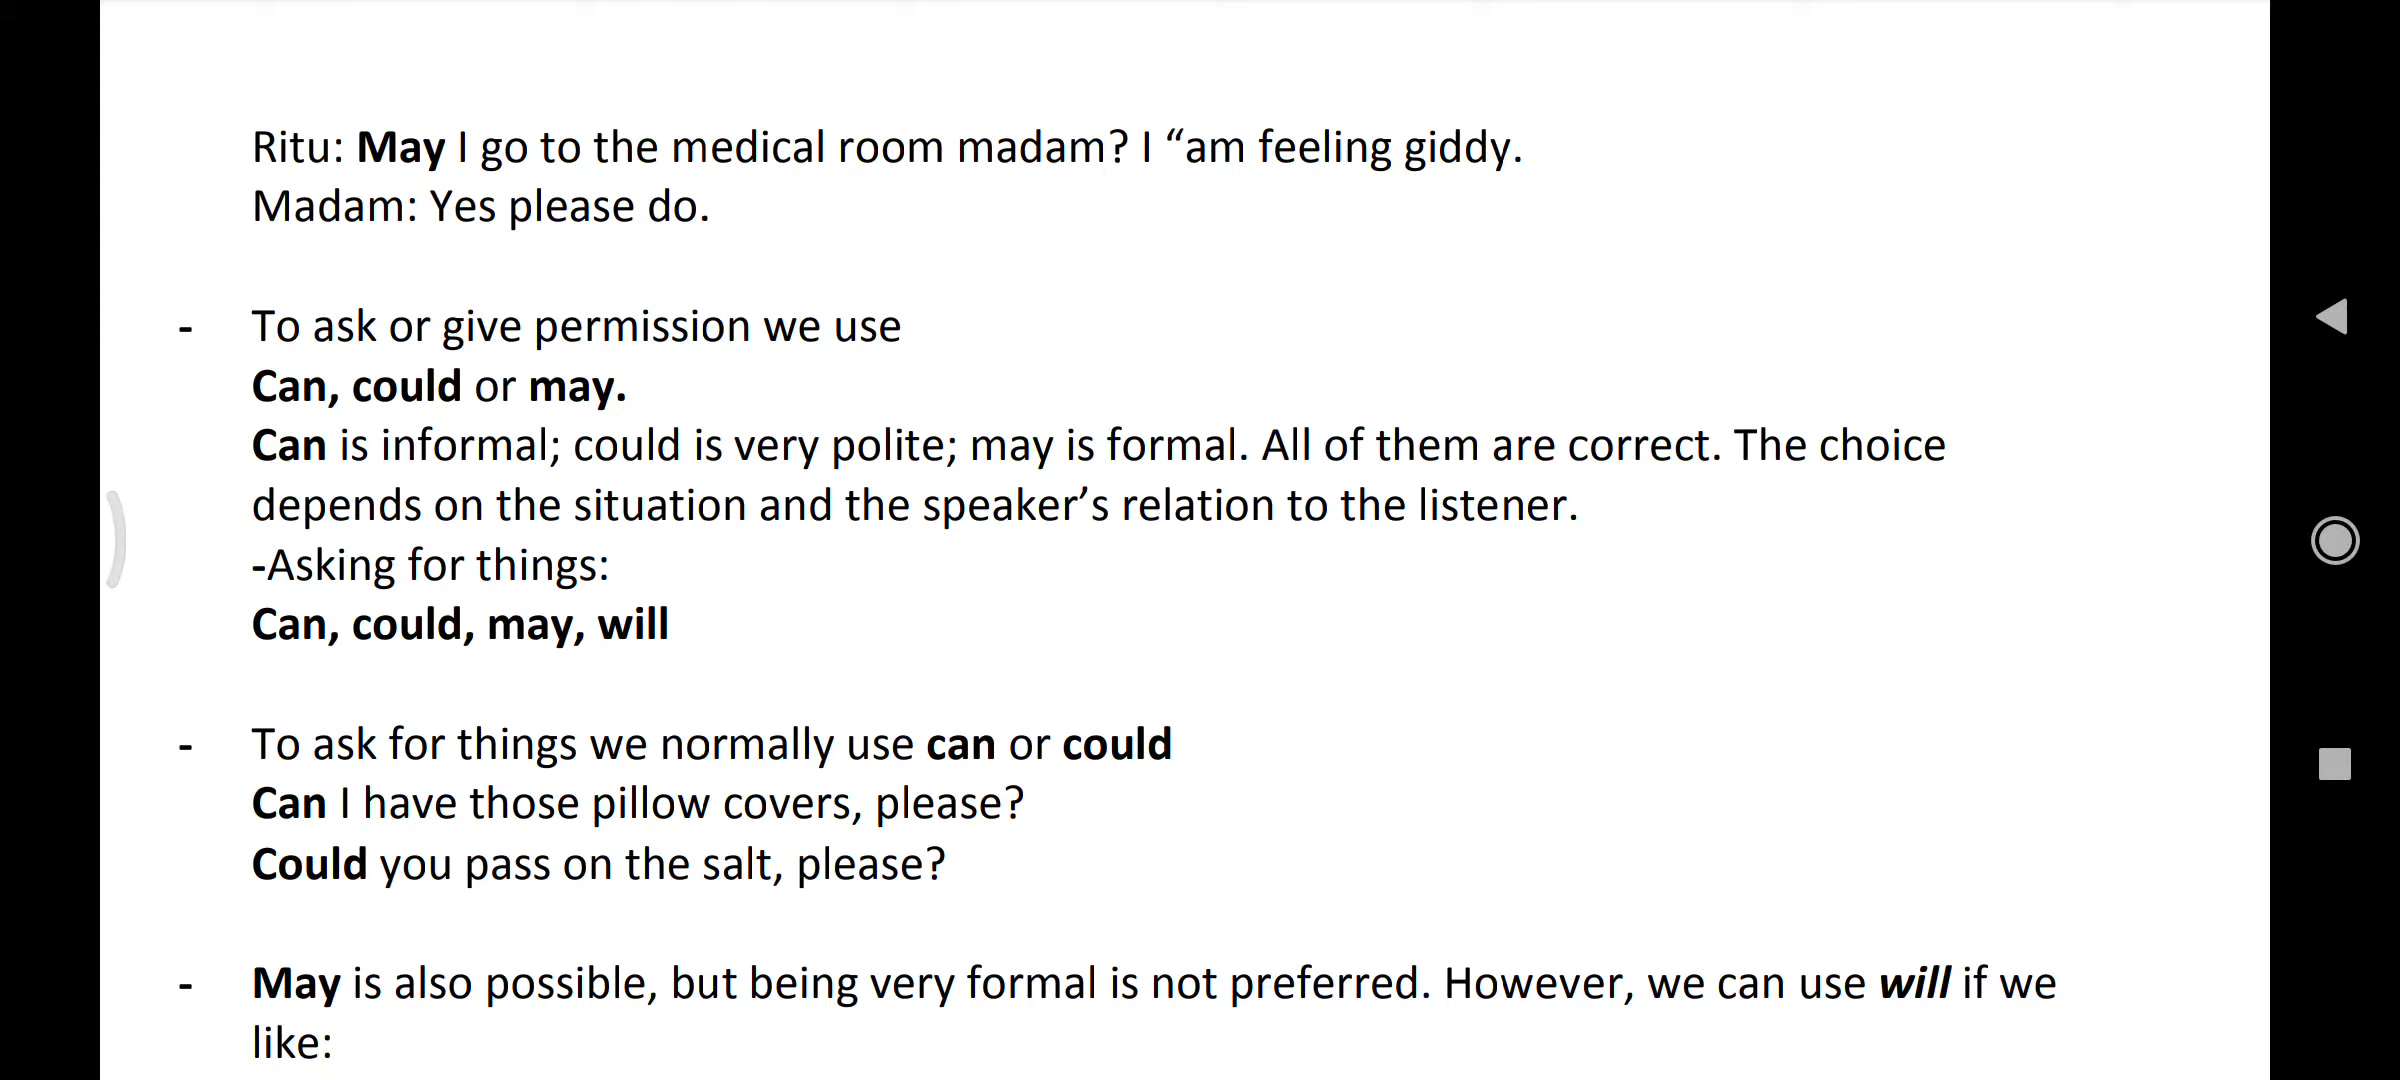 Ritu: May I go to the medical room madam? I “am feeling giddy.
Madam: Yes please do.
- To ask or give permission we use
Can, could or may.
Can is informal; could is very polite; may is formal. All of them are correct. The choice
depends on the situation and the speaker’s relation to the listener.
-Asking for things:
Can, could, may, will
- To ask for things we normally use can or could
Can I have those pillow covers, please?
Could you pass on the salt, please?
- May is also possible, but being very formal is not preferred. However, we can use will if we
like: